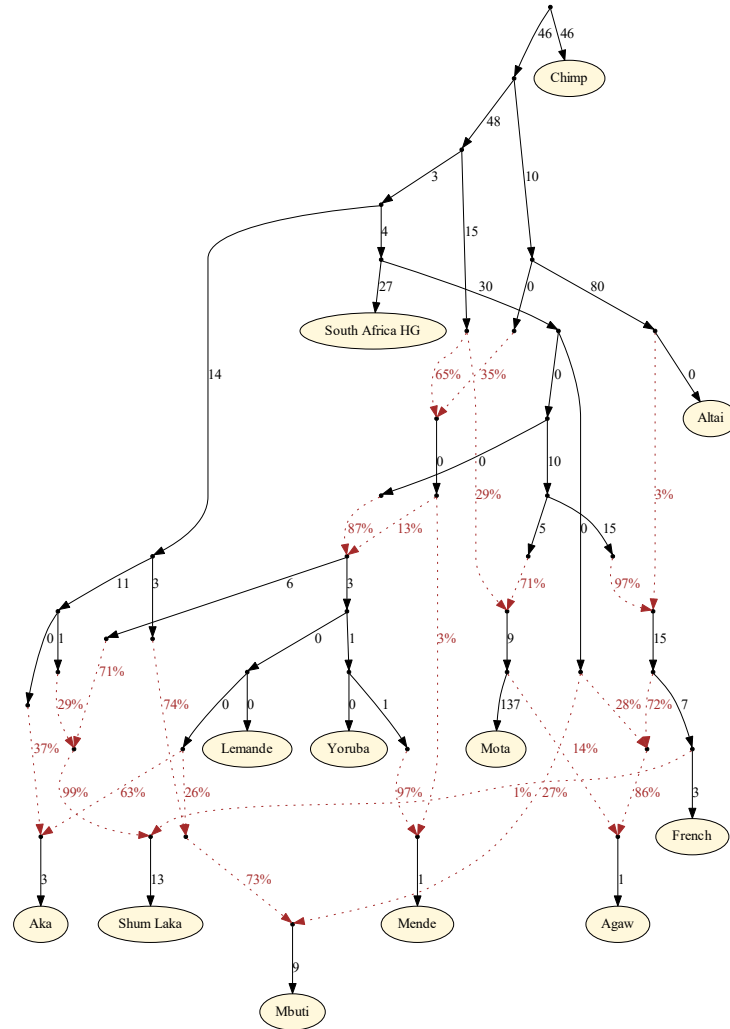 46 46
Chimp
48
3 10
15
4
27 30 0 80
South Africa HG
14 65% 35% 0 0
Altai
0 0 10
29% 3%
87% 13% 5 0 15
11 3 6 3 71% 97%
0 1 0 1 3% 9 15
71%
29% 74% 0 0 0 1 137 28% 72% 7
Lemande Yoruba Mota
37% 63% 14%
99% 26% 97% 1% 27% 86% 3
French
3 13 73% 1 1
Aka Shum Laka Mende Agaw
9
Mbuti